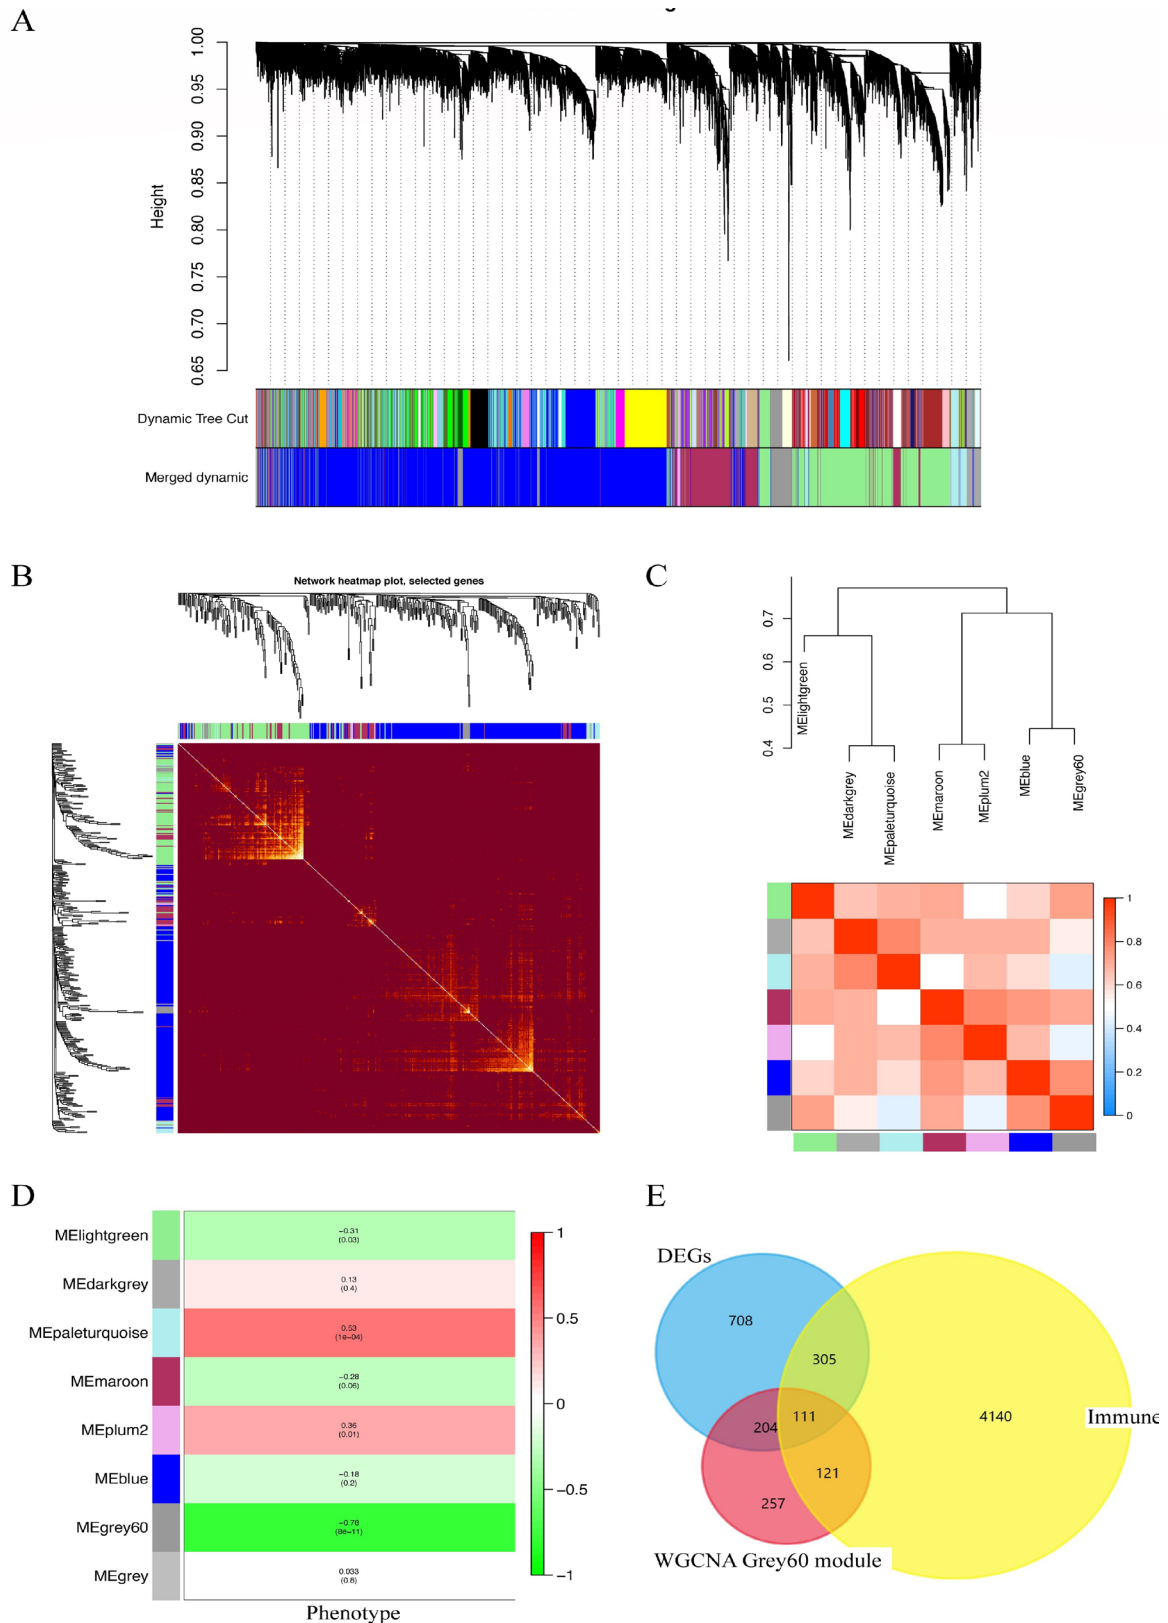 A
1.00
0.95
0.90
0.85
0.80
0.75
0.70
0.65
Height
Dynamic Tree Cut
Merged dynamic
B
Network heatmap plot, selected genes
C
0.7
0.6
0.5
0.4
MElightgreen
MEdarkgrey
MEpaleturquoise
MEmaroon
MEplum2
MEblue
MEgrey60
1
0.8
0.6
0.4
0.2
0
D
MElightgreen
−0.31
(0.03)
MEdarkgrey
0.13
(0.4)
MEpaleturquoise
0.53
(1e−04)
MEmaroon
−0.28
(0.06)
MEplum2
0.36
(0.01)
MEblue
−0.18
(0.2)
MEgrey60
−0.78
(8e−11)
MEgrey
0.033
(0.8)
Phenotype
1
0.5
0
−0.5
−1
E
DEGs
708
305
204
111
4140
Immune
121
257
WGCNA Grey60 module